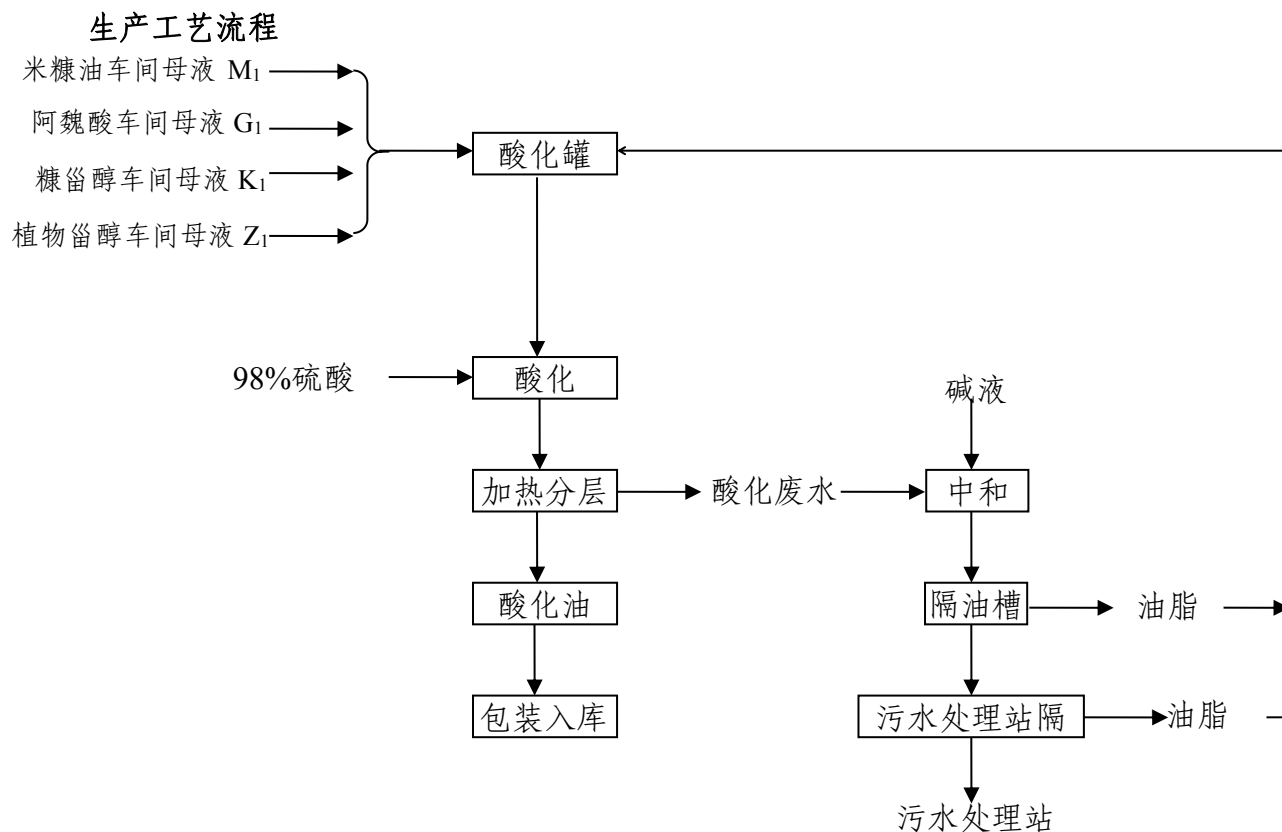 生产工艺流程
米糠油车间母液 M1
阿魏酸车间母液 G1
糠甾醇车间母液 K1
植物甾醇车间母液 Z1
酸化罐
98%硫酸
酸化
碱液
加热分层
酸化废水
中和
酸化油
隔油槽
油脂
包装入库
污水处理站隔
油脂
污水处理站